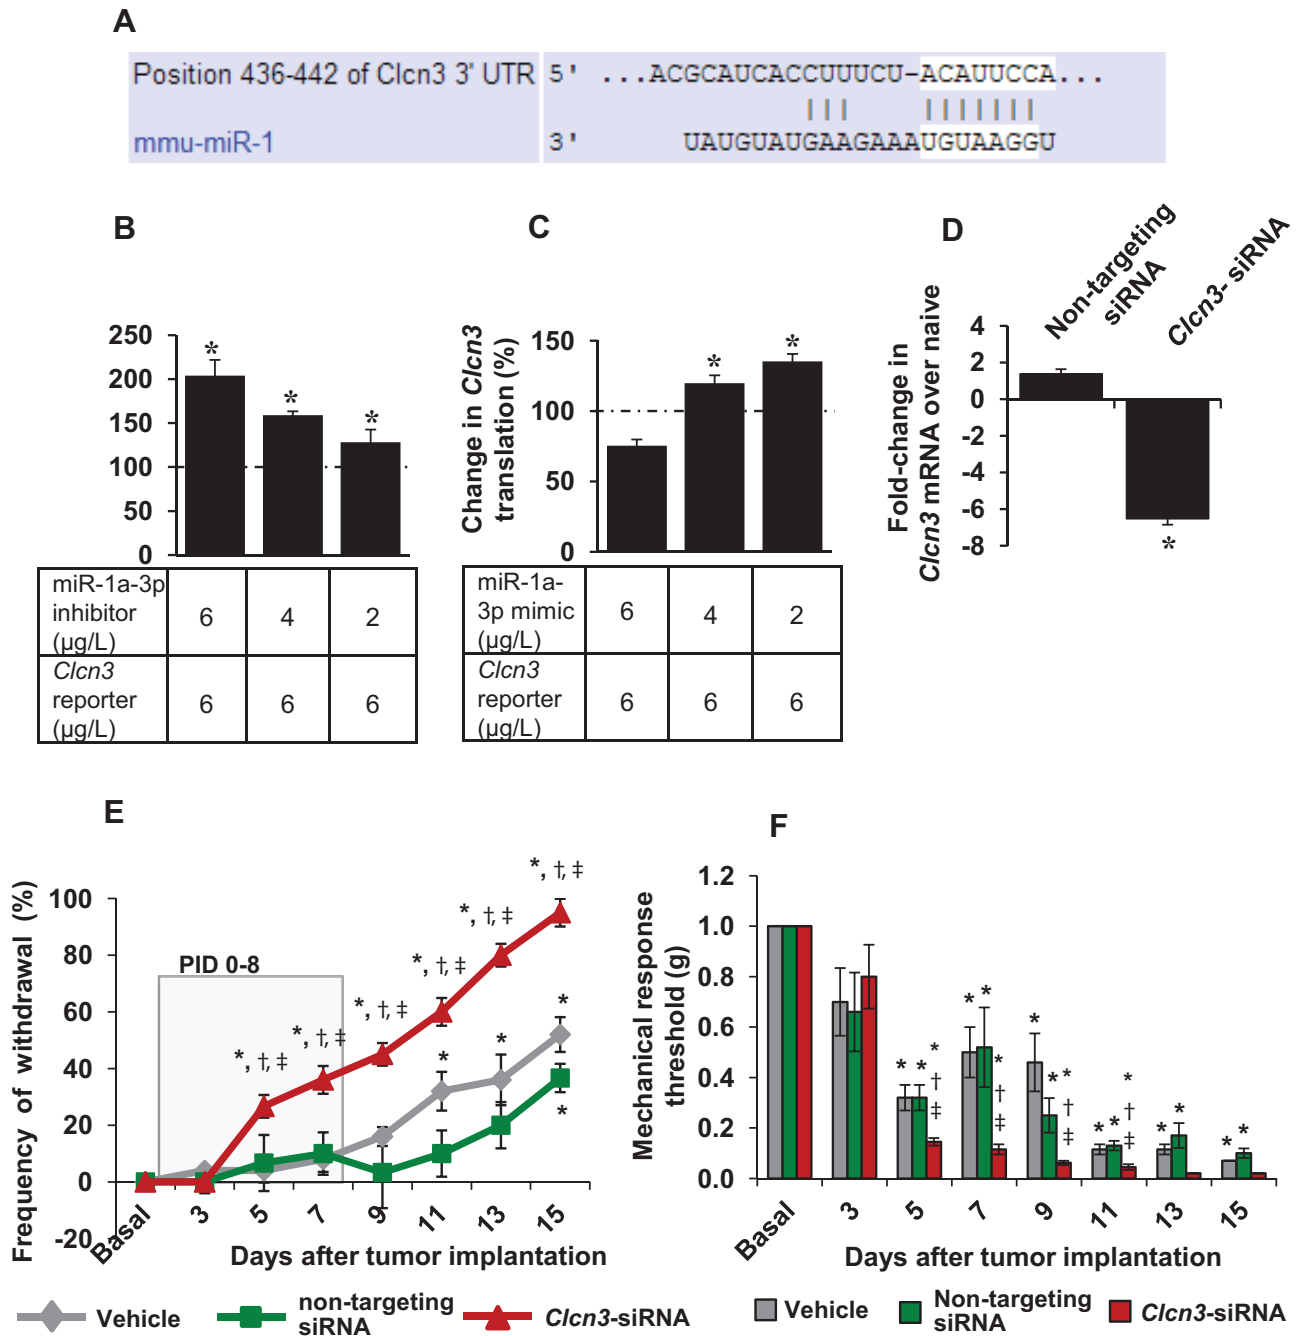 A
Position 436-442 of Clcn3 3' UTR 5' ...ACGCAUCACCUUUCU-ACAUUCCA...
mmu-miR-1 3' UAUGUAUGAAGAAAUGUAAGGU
B
250
200
150
100
50
0
* * *
miR-1a-3p
inhibitor
(µg/L)
6 4 2
Clcn3
reporter
(µg/L)
6 6 6
C
Change in Clcn3
translation (%)
150
100
50
0
* *
miR-1a-
3p mimic
(µg/L)
6 4 2
Clcn3
reporter
(µg/L)
6 6 6
D
Non-targeting
siRNA
Clcn3- siRNA
Fold-change in
Clcn3 mRNA over naive
4
2
0
-2
-4
-6
-8
*
E
Frequency of withdrawal (%)
100
80
60
40
20
0
-20
PID 0-8
*, †, ‡
*, †, ‡
*, †, ‡
*, †, ‡
*, †, ‡
*, †, ‡
* * *
*
Basal 3 5 7 9 11 13 15
Days after tumor implantation
Vehicle
non-targeting
siRNA
Clcn3-siRNA
F
Mechanical response
threshold (g)
1.2
1.0
0.8
0.6
0.4
0.2
0.0
* * * † ‡
* * * † ‡
* * * † ‡
* * * † ‡
* *
* *
Basal 3 5 7 9 11 13 15
Days after tumor implantation
Vehicle
Non-targeting
siRNA
Clcn3-siRNA